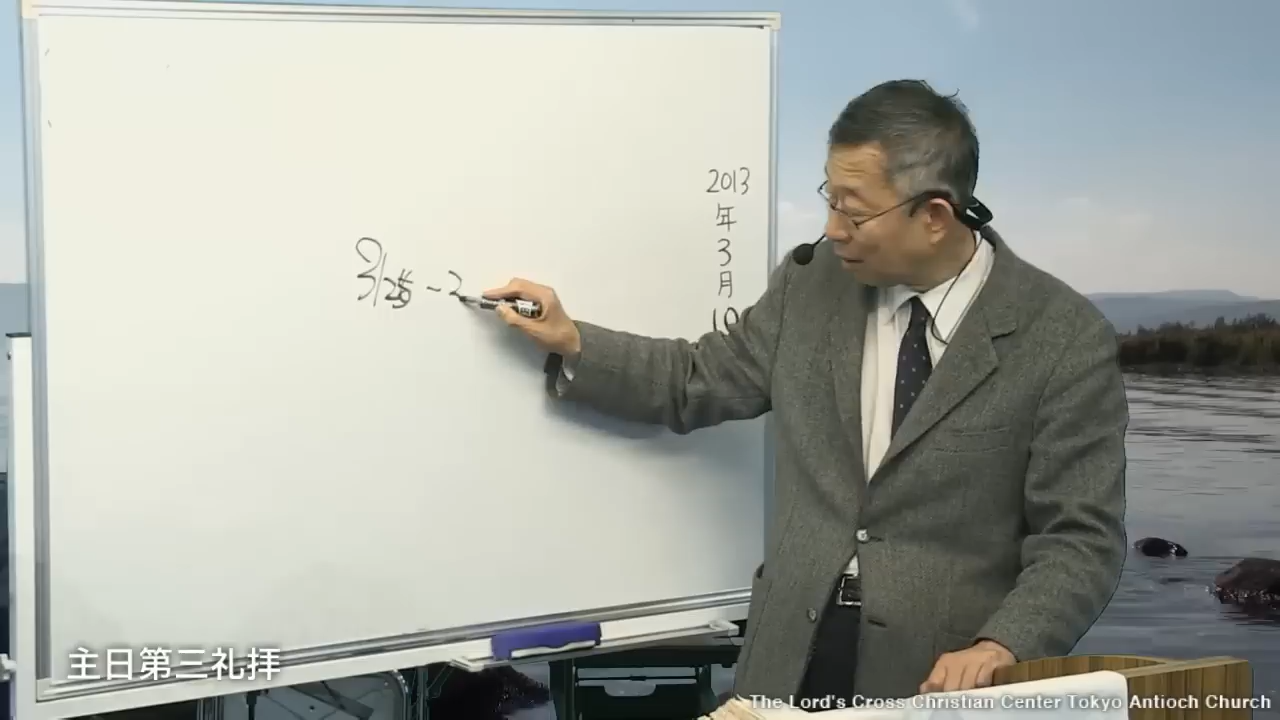 2013
年
3
月
10
3/25 ~ 2
主日第三礼拝
The Lord's Cross Christian Center Tokyo Antioch Church